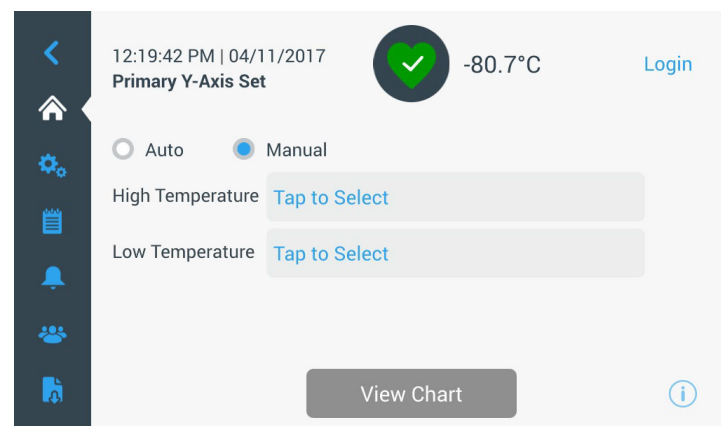 12:19:42 PM | 04/11/2017
Primary Y-Axis Set
-80.7°C
Login
Auto
Manual
High Temperature Tap to Select
Low Temperature Tap to Select
View Chart
i